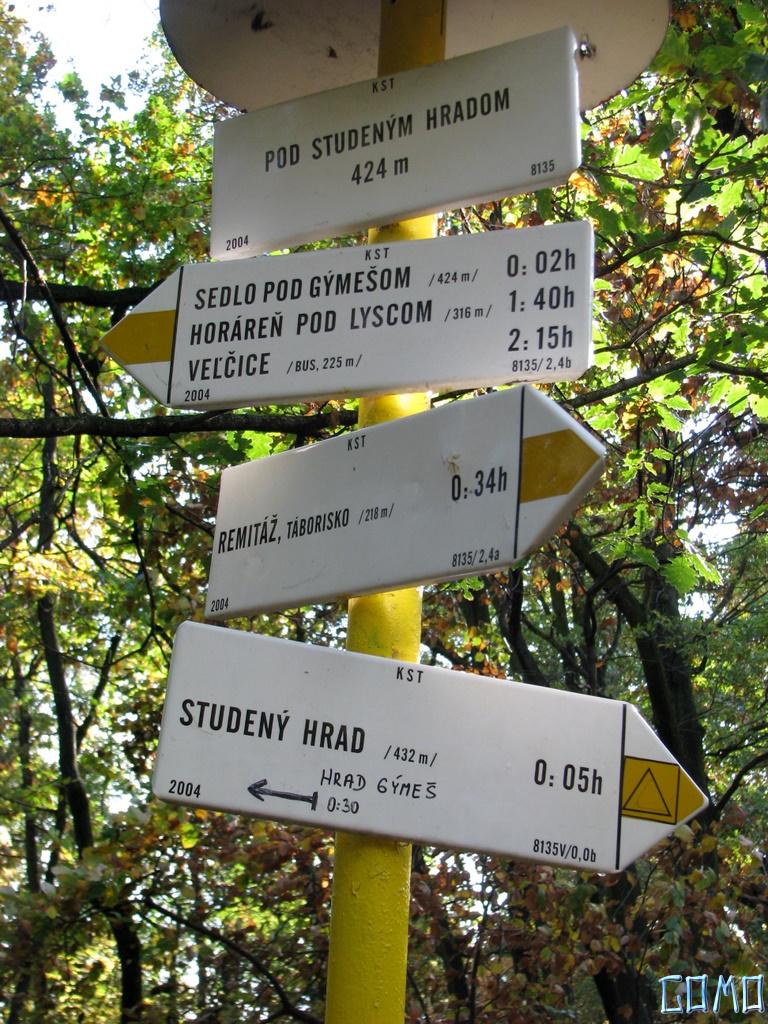 KST
POD STUDENÝM HRADOM
424 m
8135
2004
KST
SEDLO POD GÝMEŠOM /424 m/ 0:02h
HORÁREŇ POD LYSCOM /316 m/ 1:40h
VEĽČICE /BUS, 225 m/ 2:15h
2004 8135/2,4b
KST
REMITÁŽ, TÁBORISKO /218 m/ 0:34h
2004 8135/2,4a
KST
STUDENÝ HRAD /432 m/ 0:05h
HRAD GÝMEŠ
0:30
2004 8135V/0,0b
GOMO